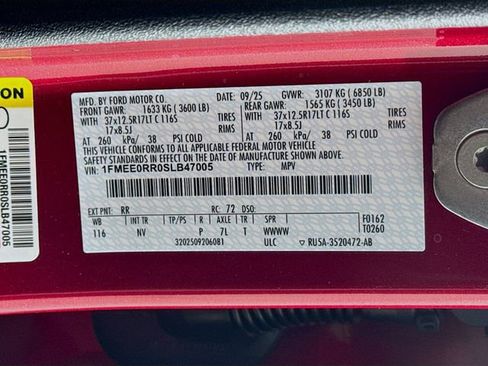 MFD. BY FORD MOTOR CO. 09/25 GVWR: 3107 KG ( 6850 LB)
FRONT GAWR: 1633 KG ( 3600 LB) REAR GAWR: 1565 KG ( 3450 LB)
WITH 37x12.5R17LT C 116S TIRES WITH 37x12.5R17LT C 116S TIRES
17x8.5J RIMS 17x8.5J RIMS
AT 260 kPa/ 38 PSI COLD AT 260 kPa/ 38 PSI COLD
THIS VEHICLE CONFORMS TO ALL APPLICABLE FEDERAL MOTOR VEHICLE
SAFETY, BUMPER, AND THEFT PREVENTION STANDARDS IN EFFECT ON THE DATE
VIN: 1FMEE0RR0SLB47005 TYPE: MPV
EXT PNT: RR RC: 72 DSO:
WB INT TR TP/PS R AXLE TR SPR F0162
116 NV P 7L T WWWW T0260
3202509206081 ULC RUSA-3520472-AB
ON
1FMEE0RR0SLB47005